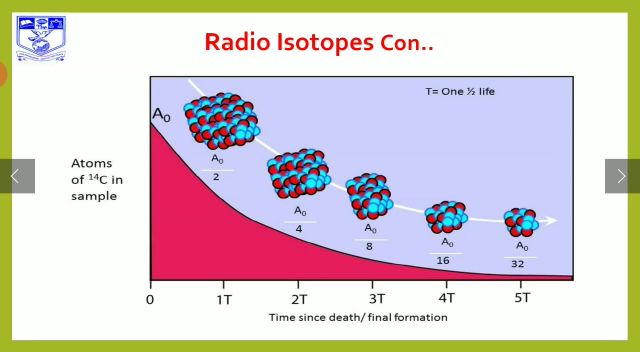 Radio Isotopes Con..
T= One ½ life
A₀
Atoms
of ¹⁴C in
sample
A₀
2
A₀
4
A₀
8
A₀
16
A₀
32
0 1T 2T 3T 4T 5T
Time since death/ final formation